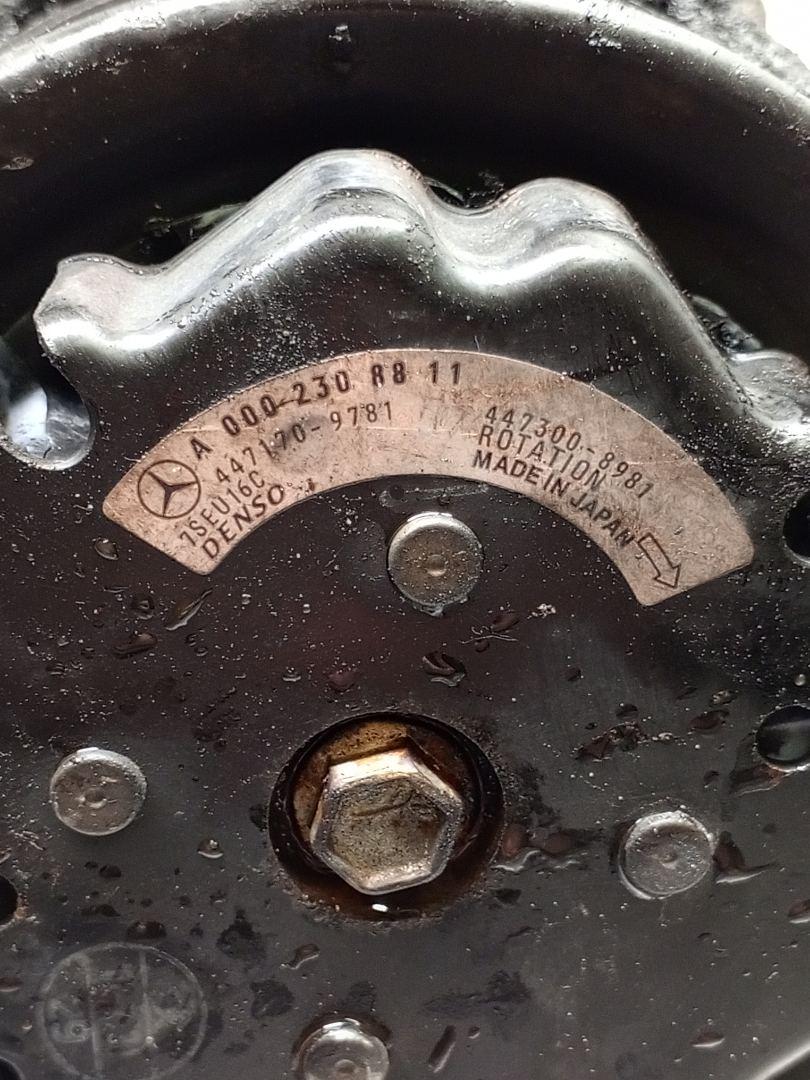 A 000 230 88 11
447170-9781
7SEU16C
DENSO
447300-8981
ROTATION
MADE IN JAPAN